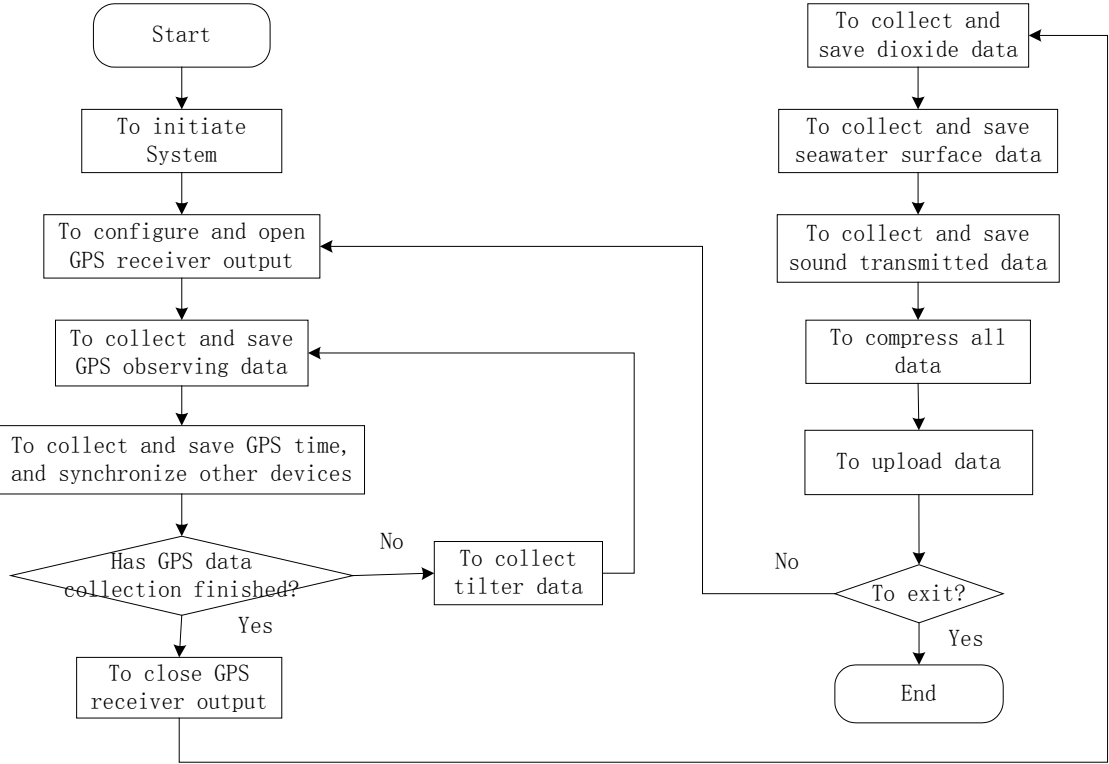 Start
To initiate
System
To configure and open
GPS receiver output
To collect and save
GPS observing data
To collect and save GPS time,
and synchronize other devices
Has GPS data
collection finished?
No
To collect
tilter data
Yes
To close GPS
receiver output
To collect and
save dioxide data
To collect and save
seawater surface data
To collect and save
sound transmitted data
To compress all
data
To upload data
To exit?
No
Yes
End